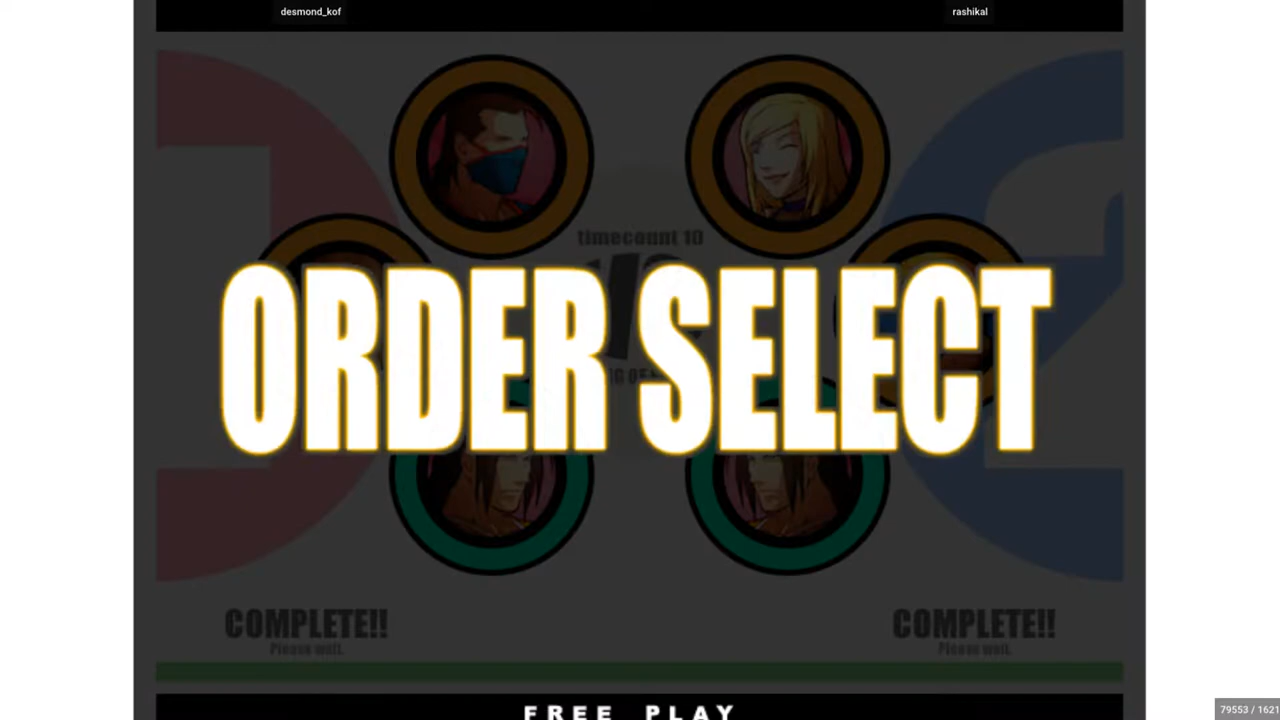 desmond_kof
rashikal
timecount 10
ORDER SELECT
COMPLETE!!
Please wait.
COMPLETE!!
Please wait.
FREE PLAY
79553 / 1621